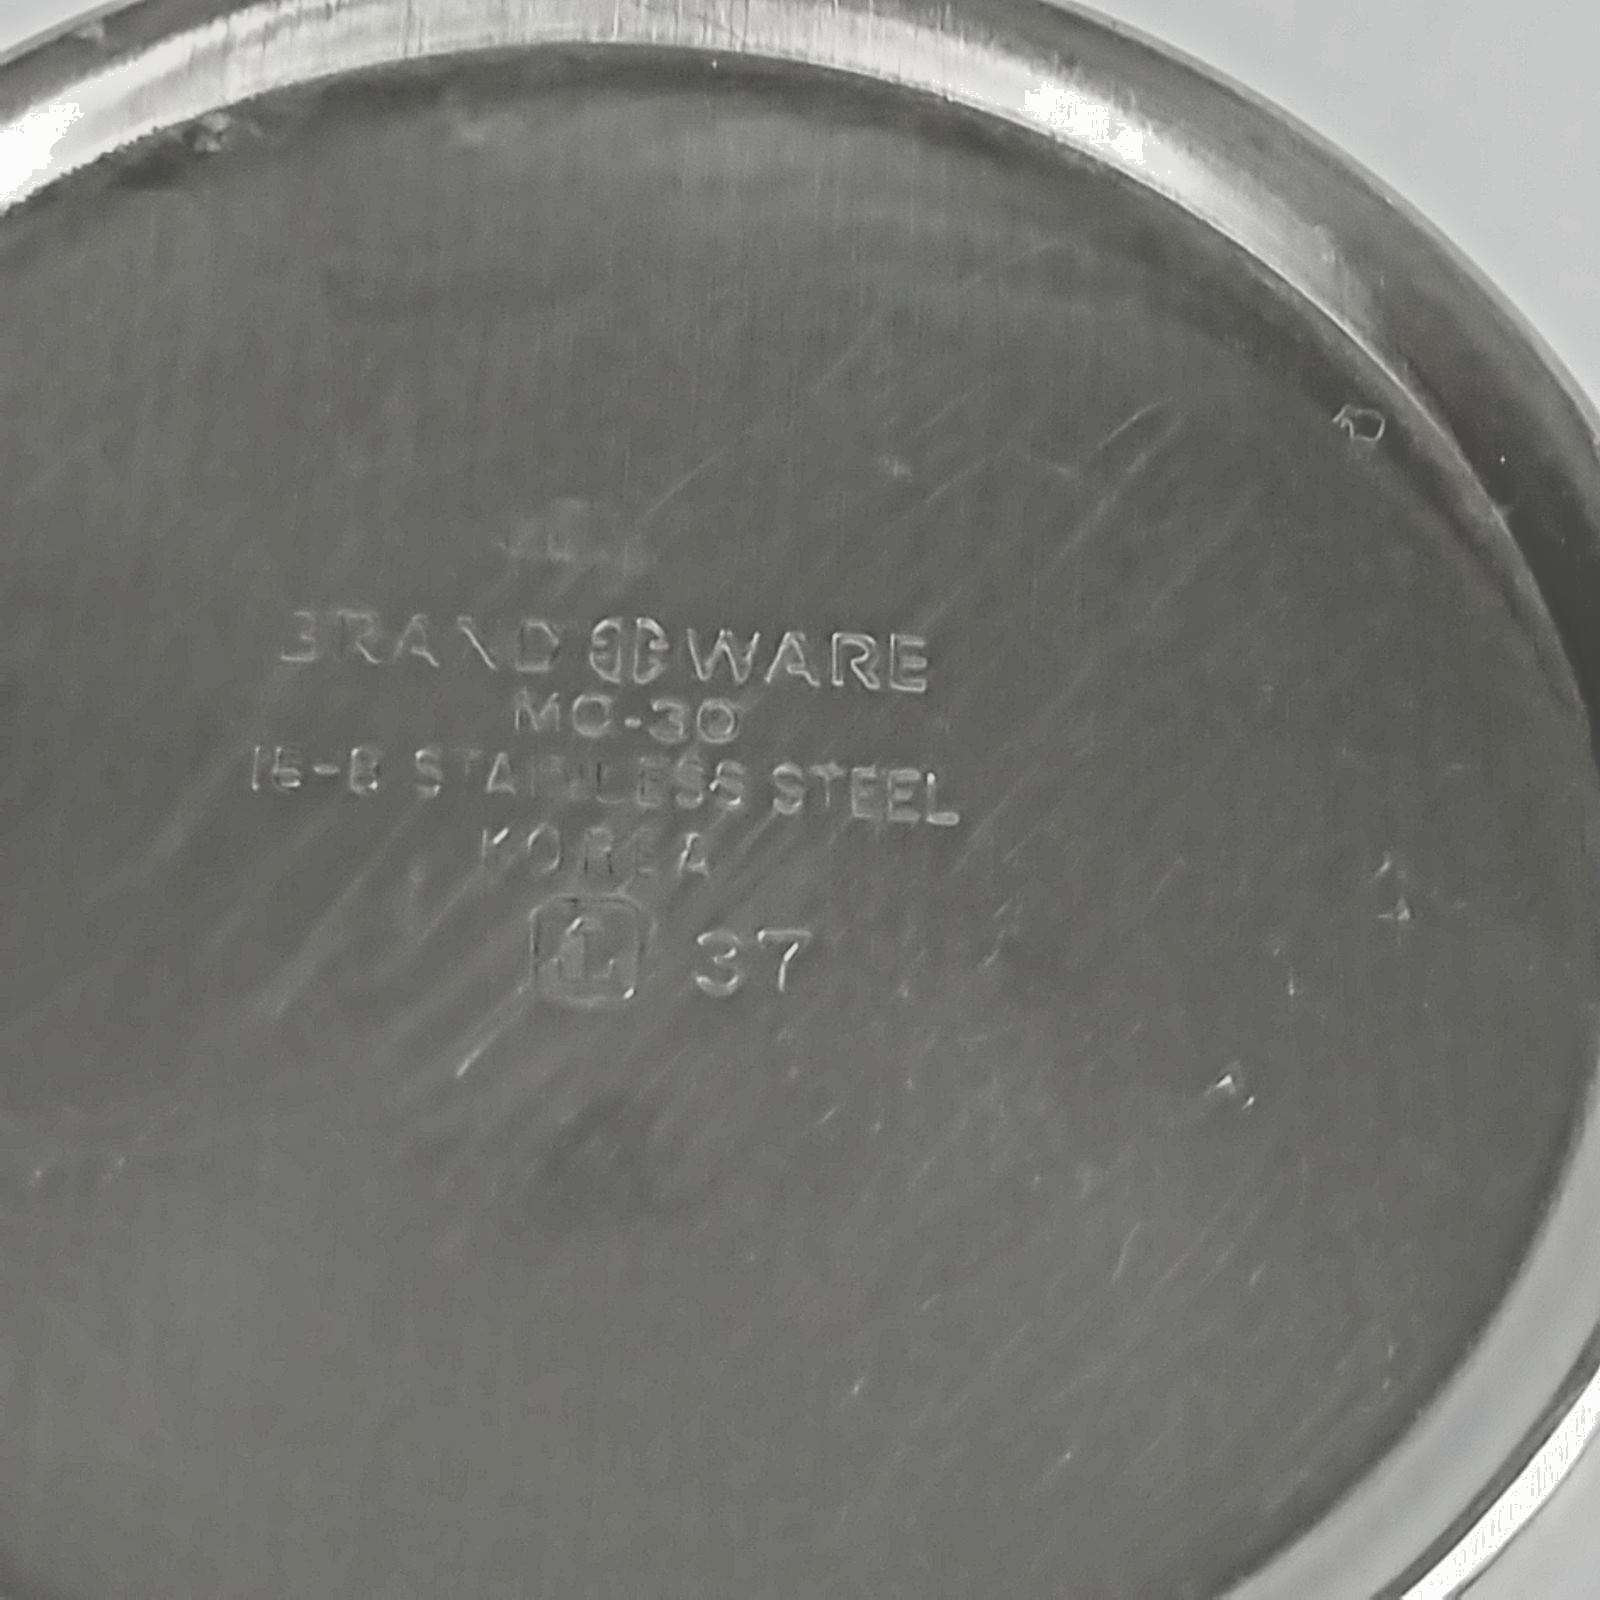 BRAND WARE
MC-30
18-8 STAINLESS STEEL
KOREA
L 37